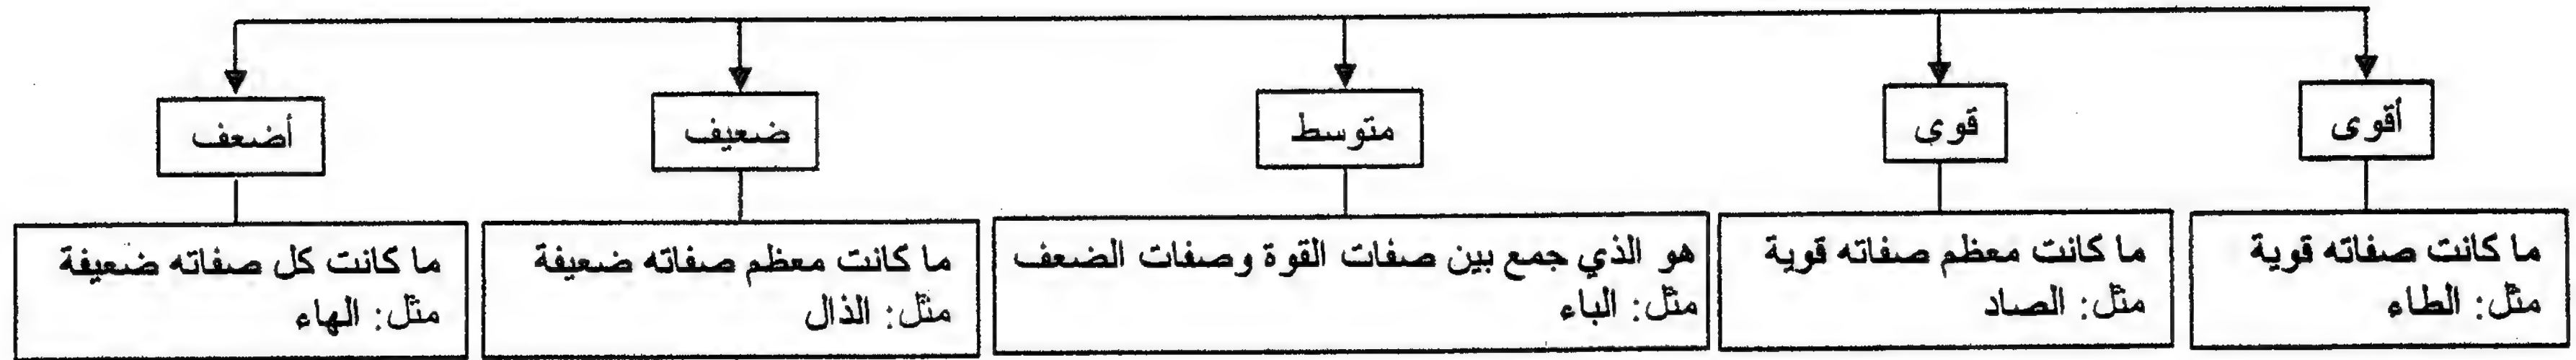 أقوى
قوى
متوسط
ضعيف
أضعف
ما كانت صفاته قوية
مثل: الطاء
ما كانت معظم صفاته قوية
مثل: الصاد
هو الذي جمع بين صفات القوة وصفات الضعف
مثل: الباء
ما كانت معظم صفاته ضعيفة
مثل: الذال
ما كانت كل صفاته ضعيفة
مثل: الهاء